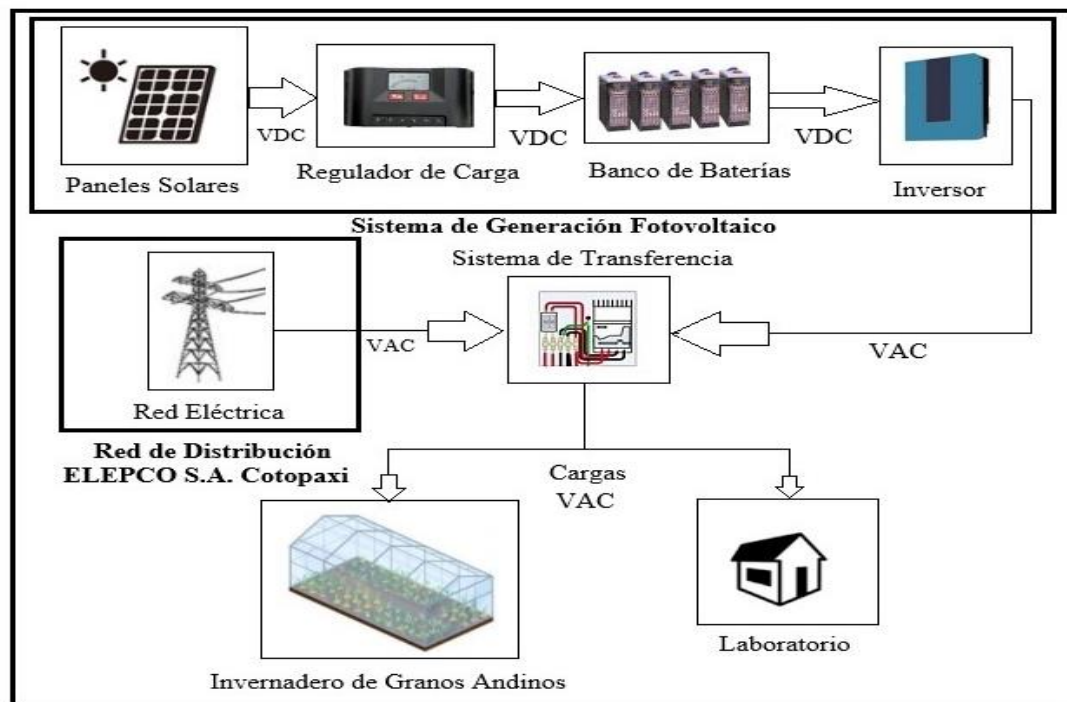 VDC
VDC
VDC
Paneles Solares
Regulador de Carga
Banco de Baterías
Inversor
Sistema de Generación Fotovoltaico
Sistema de Transferencia
VAC
VAC
Red Eléctrica
Red de Distribución
ELEPCO S.A. Cotopaxi
Cargas
VAC
Laboratorio
Invernadero de Granos Andinos